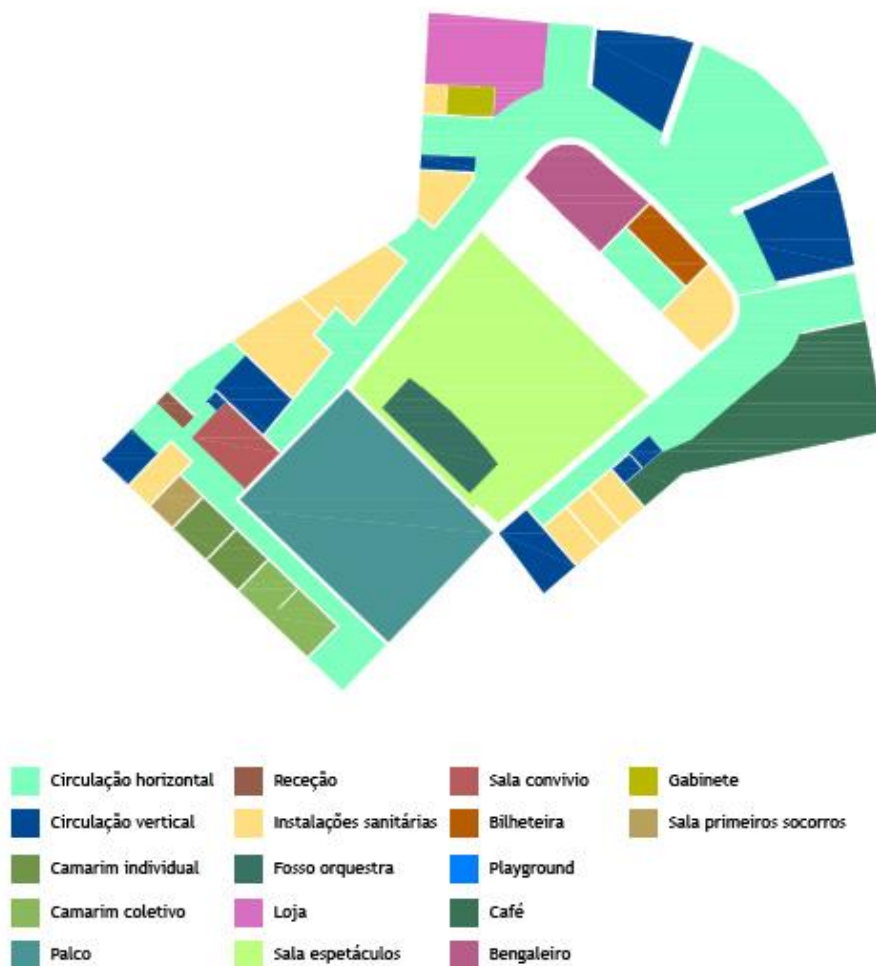 Circulação horizontal
Receção
Sala convivio
Gabinete
Circulação vertical
Instalações sanitárias
Bilheteira
Sala primeiros socorros
Camarim individual
Fosso orquestra
Playground
Camarim coletivo
Loja
Café
Palco
Sala espetáculos
Bengaleiro